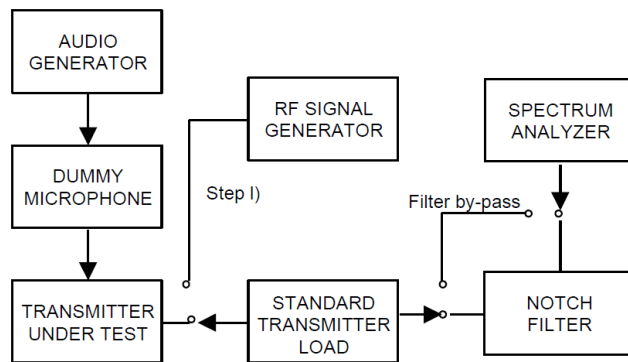 AUDIO
GENERATOR
RF SIGNAL
GENERATOR
SPECTRUM
ANALYZER
DUMMY
MICROPHONE
Step I)
Filter by-pass
TRANSMITTER
UNDER TEST
STANDARD
TRANSMITTER
LOAD
NOTCH
FILTER